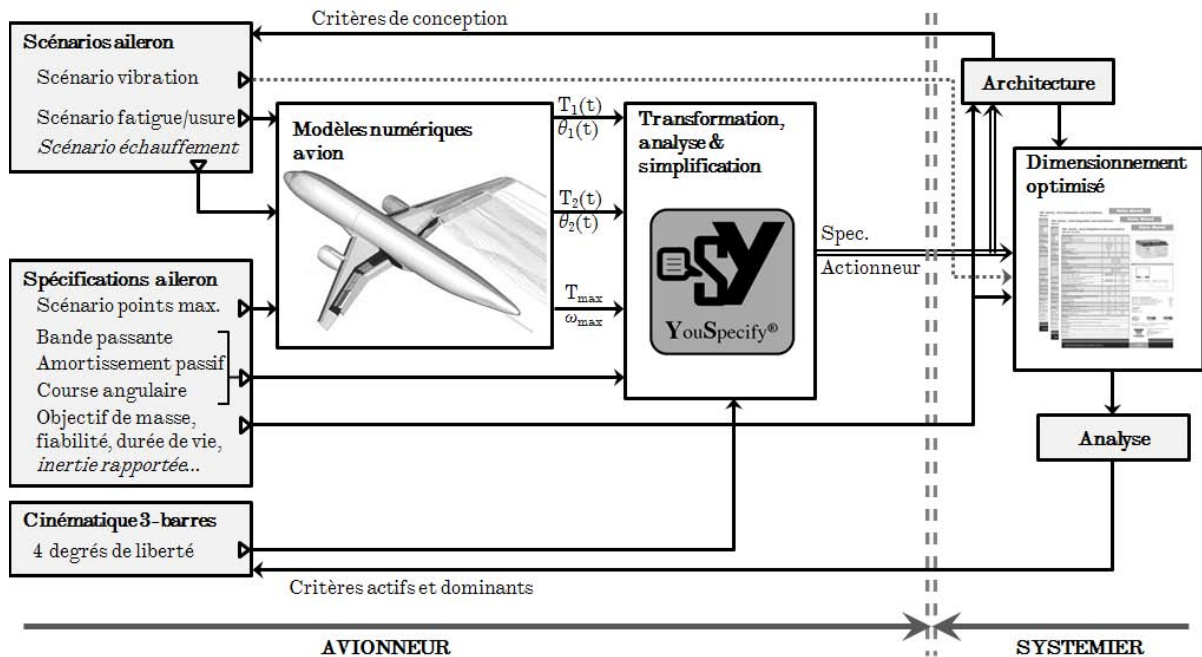 Critères de conception
Scénarios aileron
Scénario vibration
Scénario fatigue/usure
Scénario échauffement
Modèles numériques
avion
T₁(t)
θ₁(t)
T₂(t)
θ₂(t)
Tmax
ωmax
Transformation,
analyse &
simplification
YouSpecify®
Spec.
Actionneur
Architecture
Dimensionnement
optimisé
Analyse
Spécifications aileron
Scénario points max.
Bande passante
Amortissement passif
Course angulaire
Objectif de masse,
fiabilité, durée de vie,
inertie rapportée...
Cinématique 3-barres
4 degrés de liberté
Critères actifs et dominants
AVIONNEUR
SYSTEMIER